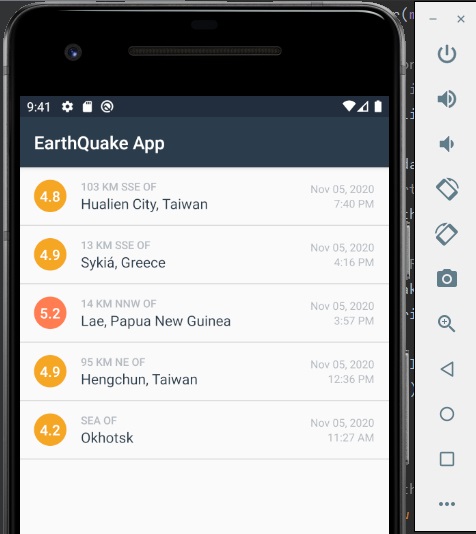 9:41
EarthQuake App
4.8
103 KM SSE OF
Hualien City, Taiwan
Nov 05, 2020
7:40 PM
4.9
13 KM SSE OF
Sykiá, Greece
Nov 05, 2020
4:16 PM
5.2
14 KM NNW OF
Lae, Papua New Guinea
Nov 05, 2020
3:57 PM
4.9
95 KM NE OF
Hengchun, Taiwan
Nov 05, 2020
12:36 PM
4.2
SEA OF
Okhotsk
Nov 05, 2020
11:27 AM